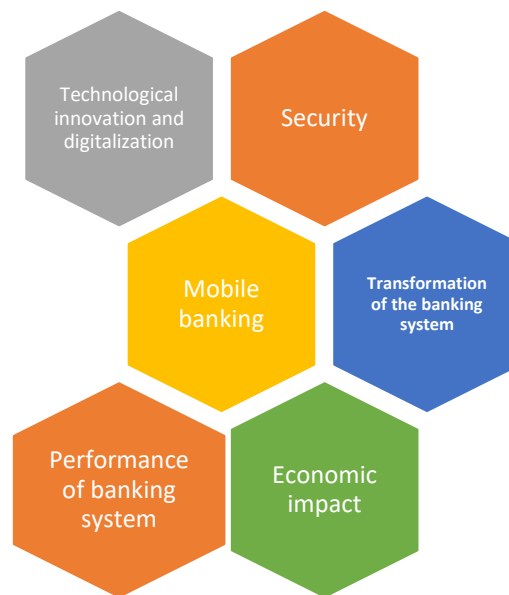 Technological
innovation and
digitalization
Security
Mobile
banking
Transformation
of the banking
system
Performance
of banking
system
Economic
impact